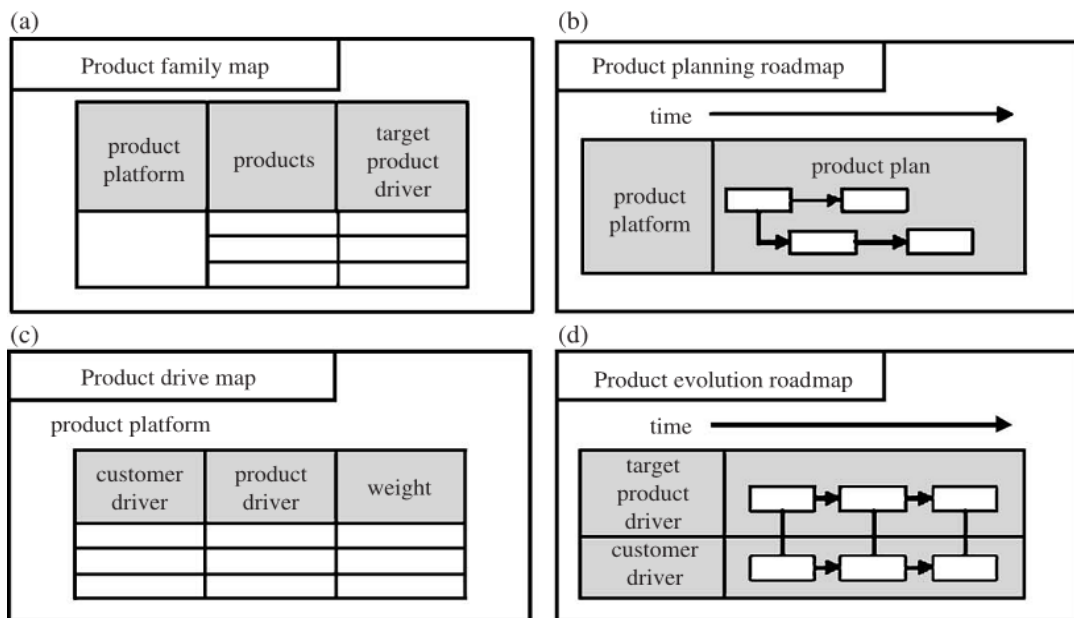 (a)
Product family map
product
platform
products
target
product
driver
(b)
Product planning roadmap
time
product
platform
product plan
(c)
Product drive map
product platform
customer
driver
product
driver
weight
(d)
Product evolution roadmap
time
target
product
driver
customer
driver